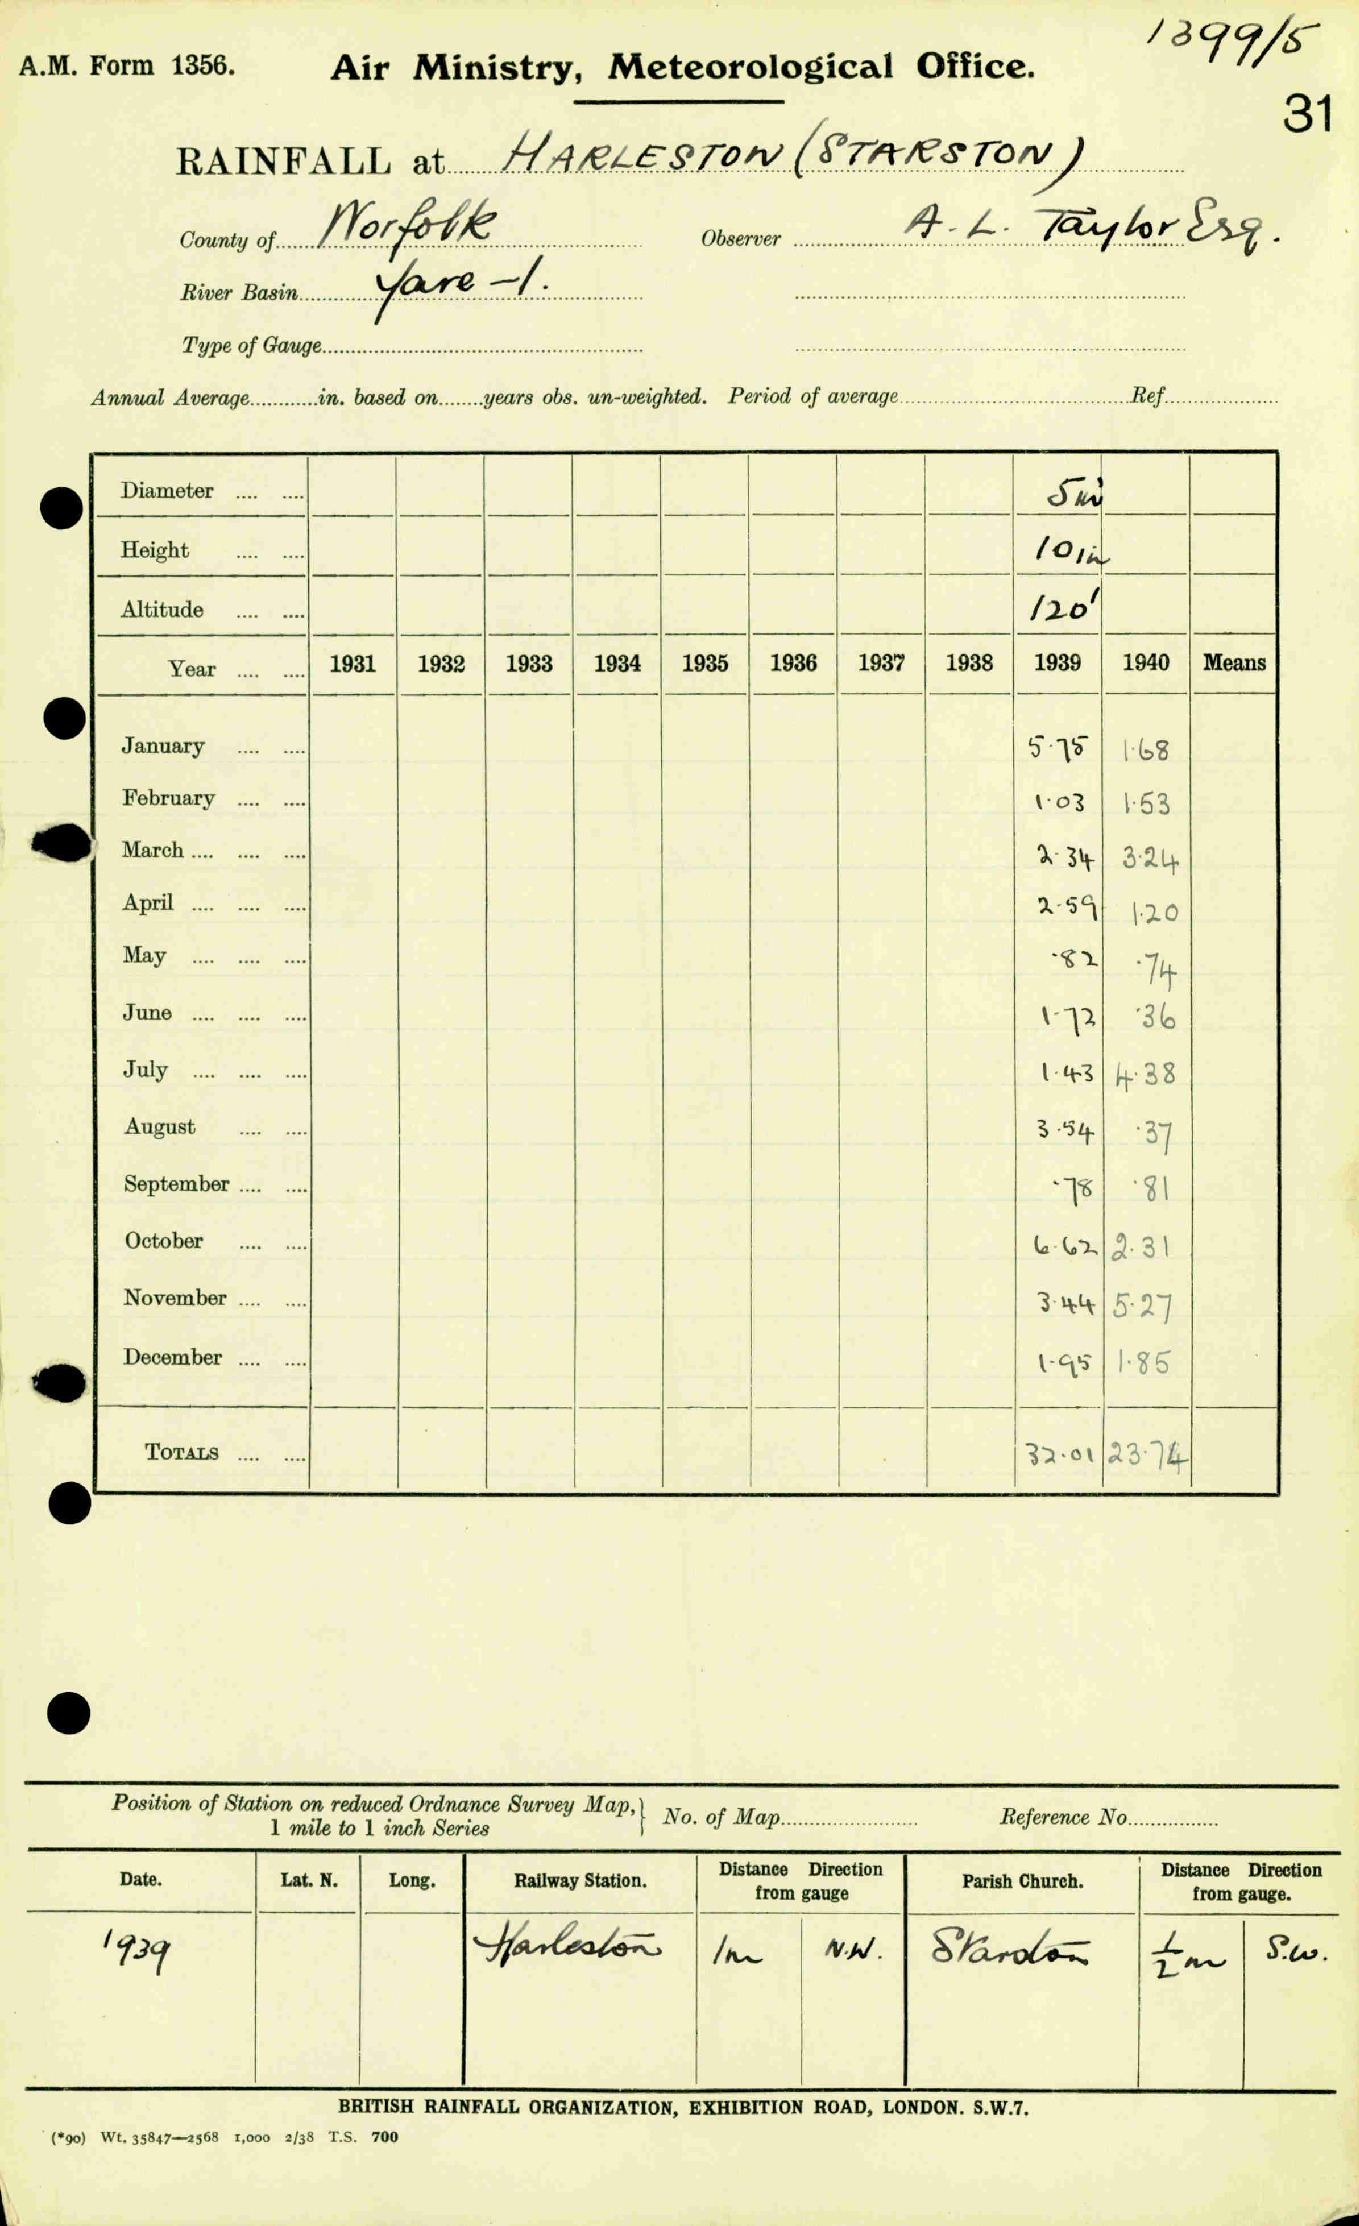 1399/5
A.M. Form 1356. Air Ministry, Meteorological Office.
31
RAINFALL at HARLESTON (STARSTON)
County of Norfolk Observer A. L. Taylor Esq.
River Basin Yare - 1.
Type of Gauge
Annual Average in. based on years obs. un-weighted. Period of average Ref.
Diameter 5 in
Height 10 in
Altitude 120'
Year 1931 1932 1933 1934 1935 1936 1937 1938 1939 1940 Means
January 5.75 1.68
February 1.03 1.53
March 2.34 3.24
April 2.59 1.20
May .82 .74
June 1.72 .36
July 1.43 4.38
August 3.54 .37
September .78 .81
October 6.62 2.31
November 3.44 5.27
December 1.95 1.85
TOTALS 32.01 23.74
Position of Station on reduced Ordnance Survey Map, } No. of Map Reference No.
1 mile to 1 inch Series
Date. Lat. N. Long. Railway Station. Distance Direction Parish Church. Distance Direction
from gauge from gauge.
1939 Harleston 1m N.W. 1/2 m S.W.
BRITISH RAINFALL ORGANIZATION, EXHIBITION ROAD, LONDON. S.W.7.
(*90) Wt. 35847—2568 1,000 2/38 T.S. 700